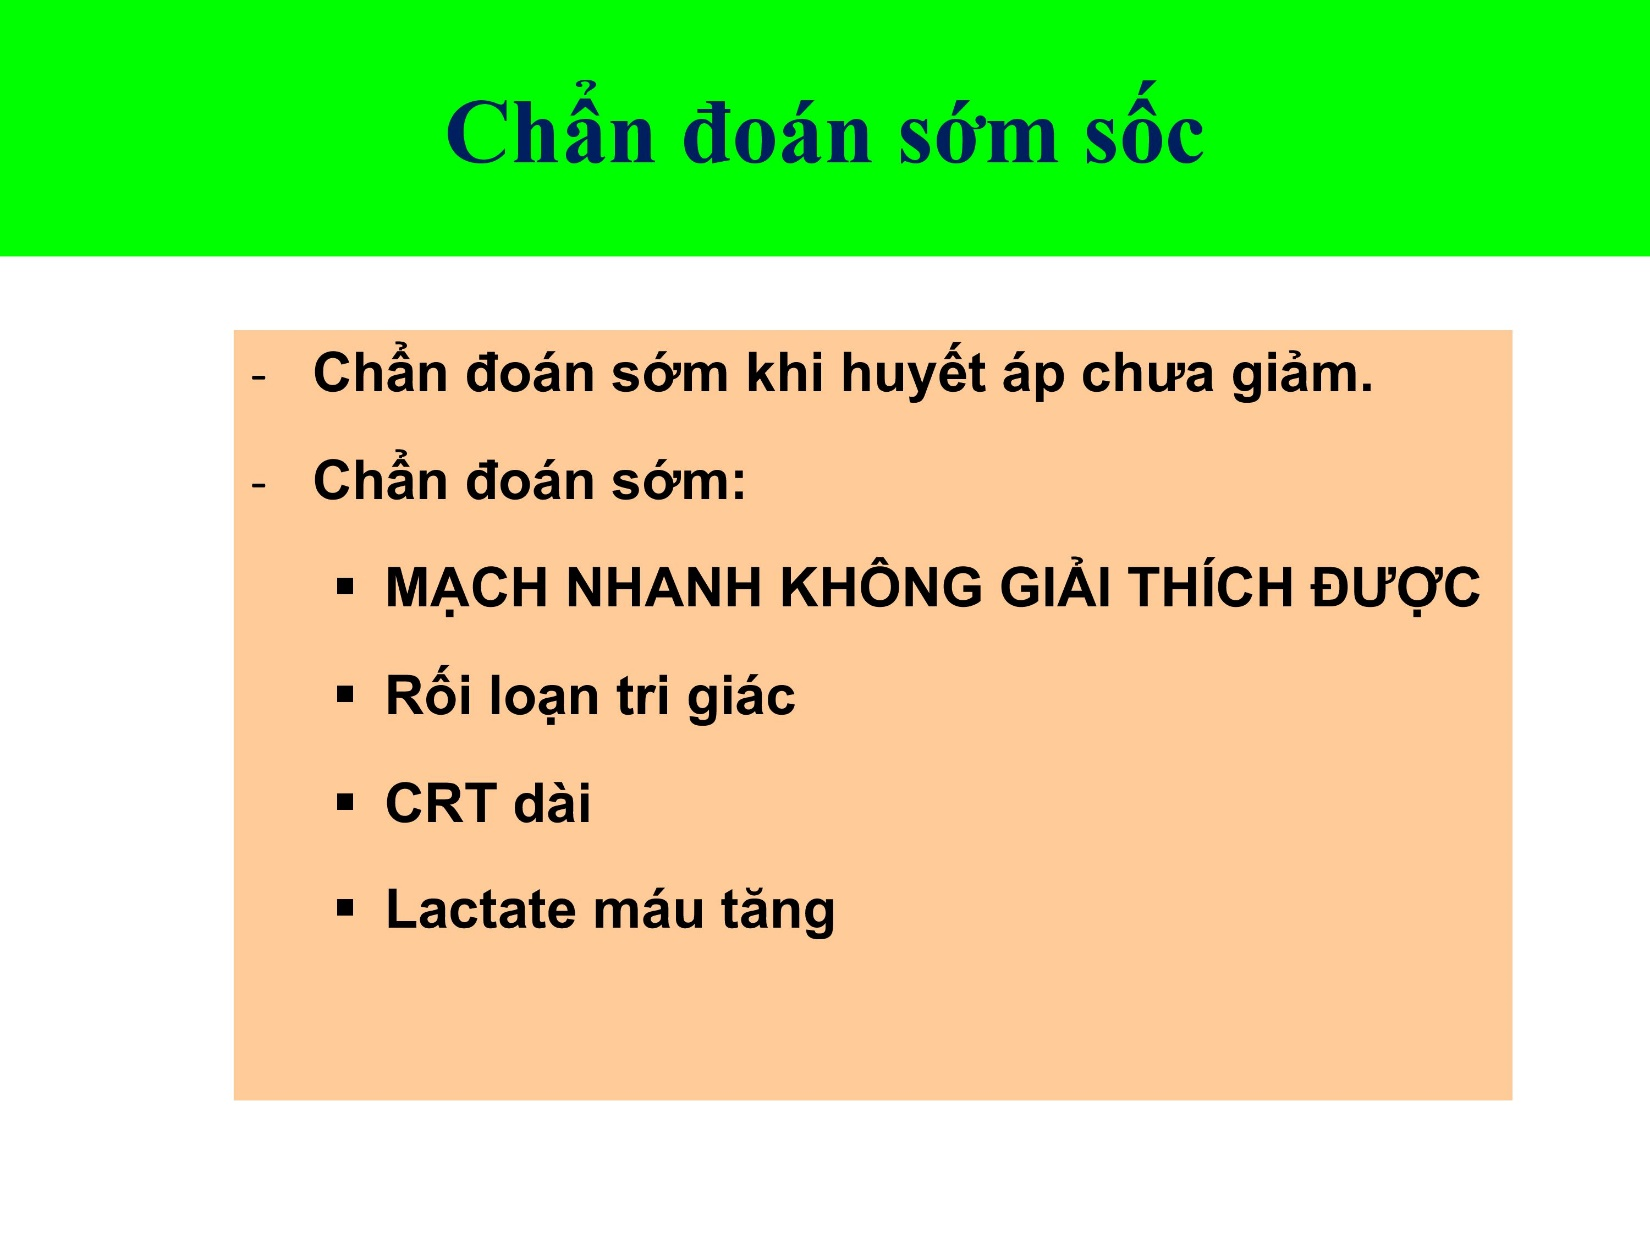 Chẩn đoán sớm sốc
- Chẩn đoán sớm khi huyết áp chưa giảm.
- Chẩn đoán sớm:
▪ MẠCH NHANH KHÔNG GIẢI THÍCH ĐƯỢC
▪ Rối loạn tri giác
▪ CRT dài
▪ Lactate máu tăng